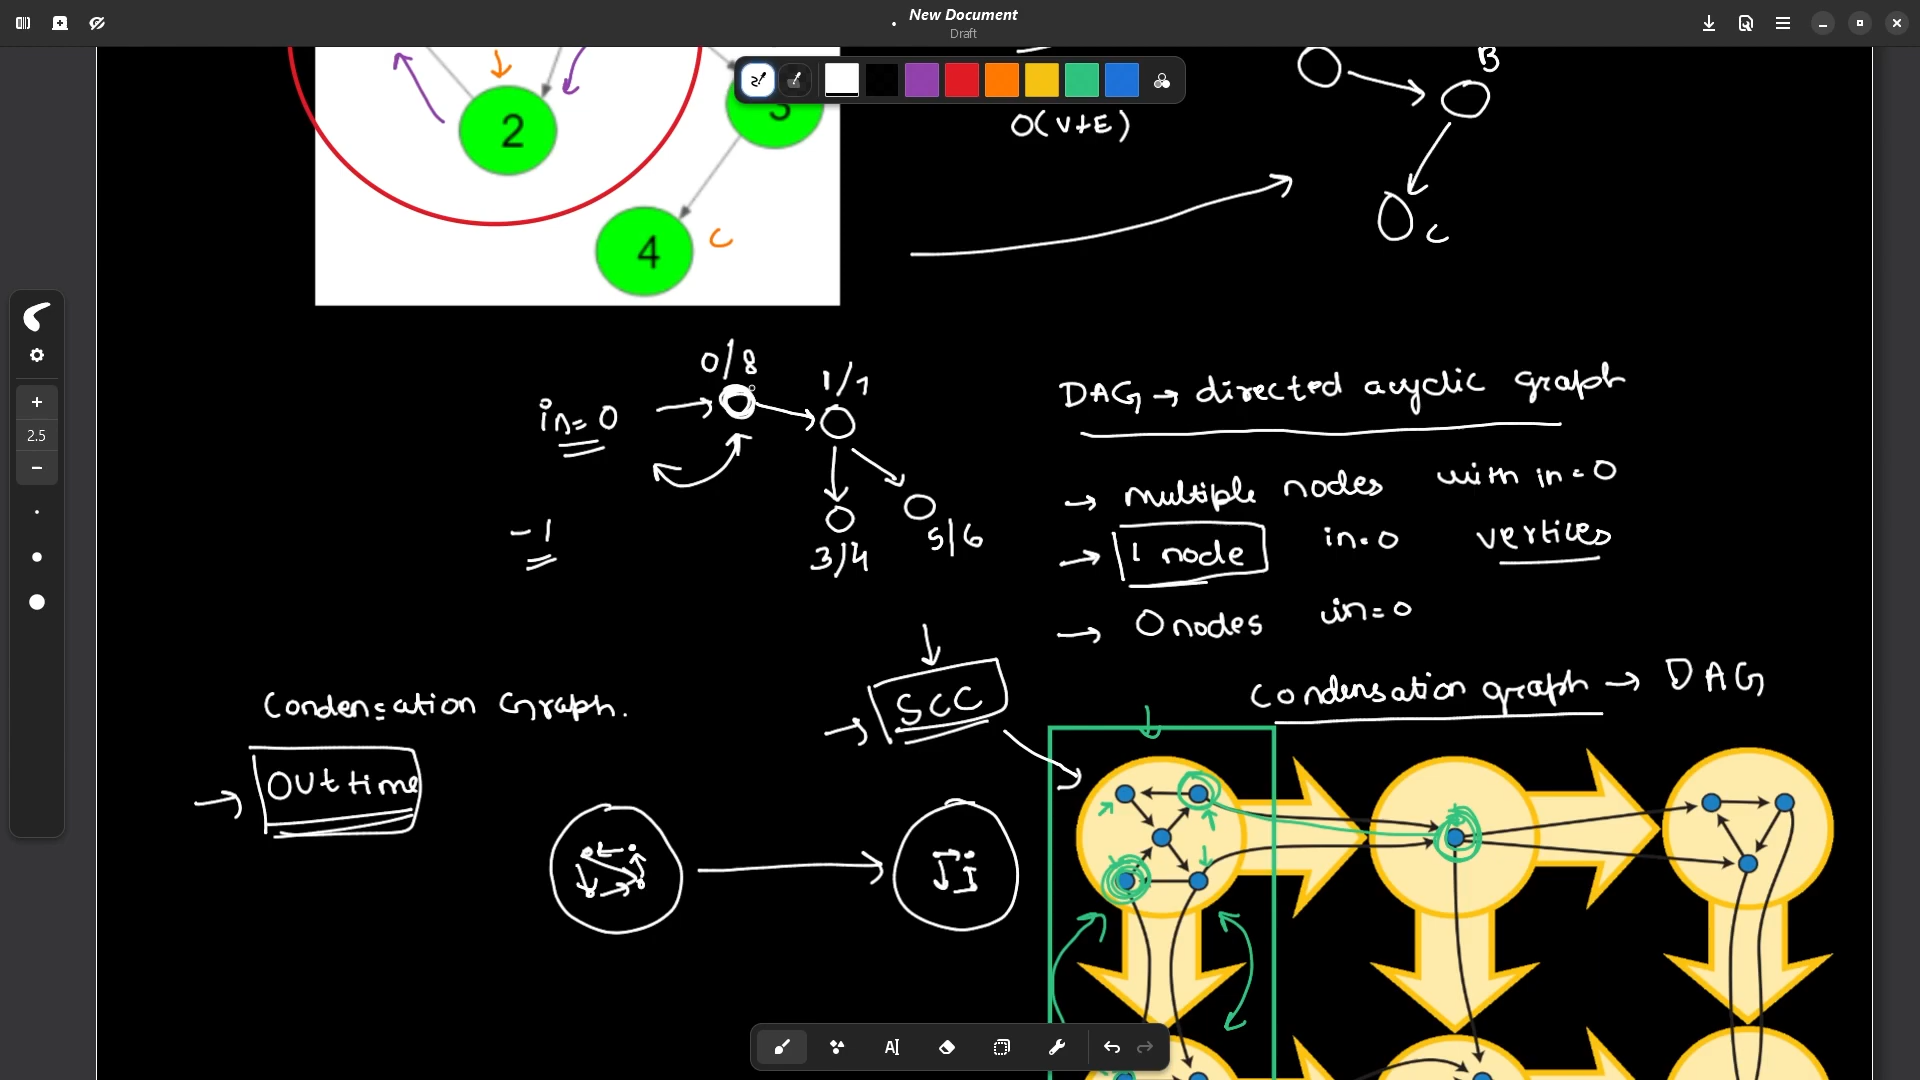 New Document
Draft
B
3
O(V+E)
2
C
4
C
0/8
1/7
in=0
DAG → directed acyclic graph
→ multiple nodes with in=0
-1
3/4
5/6
→ 1 node in=0 vertices
→ 0 nodes in=0
SCC
Condensation Graph.
Condensation graph → DAG
→ OUt time
2.5
AI